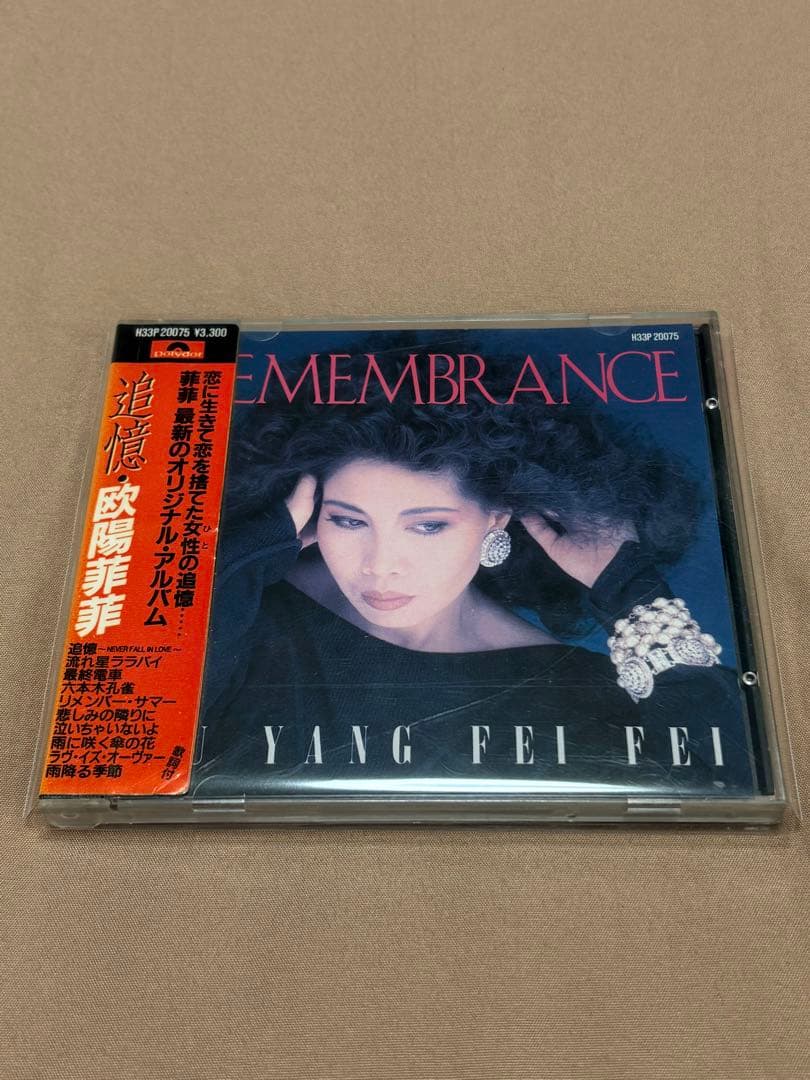 H33P 20075 ¥3,300
polydor
恋に生きて恋を捨てた女性の追憶……
ひと
菲菲 最新のオリジナル・アルバム
追憶・欧陽菲菲
追憶〜NEVER FALL IN LOVE〜
流れ星ララバイ
最終電車
六本木孔雀
リメンバー・サマー
悲しみの隣りに
泣いちゃいないよ
雨に咲く傘の花
ラヴ・イズ・オーヴァー
雨降る季節
歌詞付
H33P 20075
EMEMBRANCE
U YANG FEI FEI